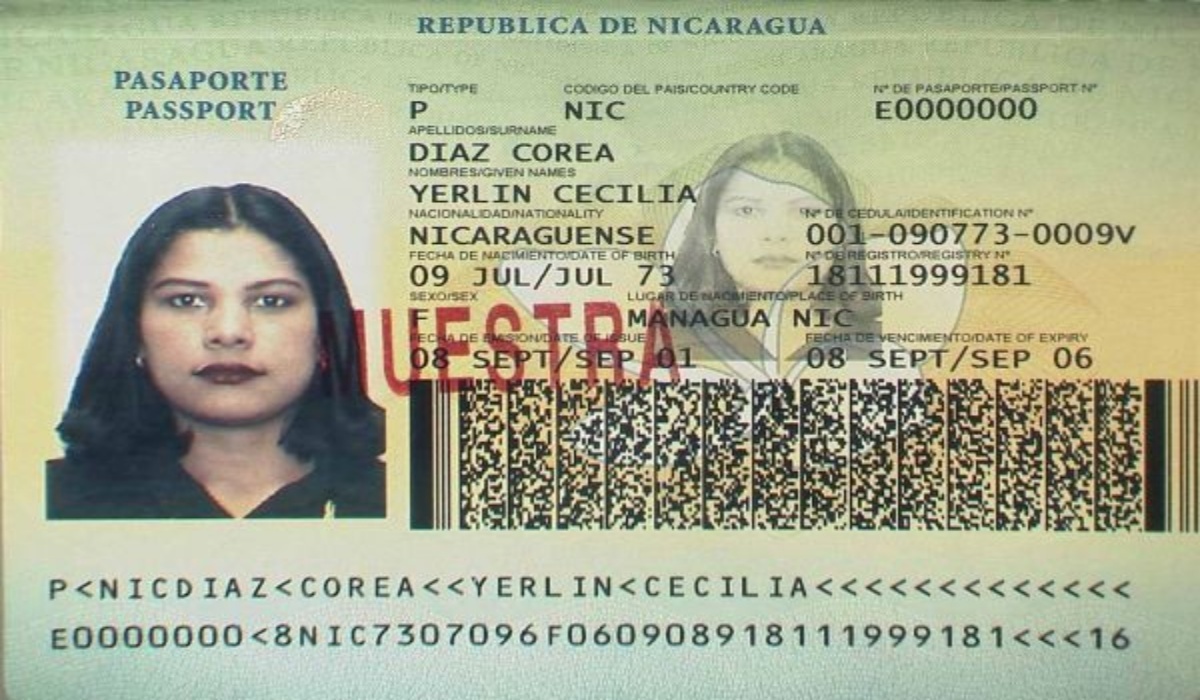 REPUBLICA DE NICARAGUA
PASAPORTE
PASSPORT
TIPO/TYPE CODIGO DEL PAIS/COUNTRY CODE Nº DE PASAPORTE/PASSPORT Nº
P NIC E0000000
APELLIDOS/SURNAME
DIAZ COREA
NOMBRES/GIVEN NAMES
YERLIN CECILIA
NACIONALIDAD/NATIONALITY Nº DE CEDULA/IDENTIFICATION Nº
NICARAGUENSE 001-090773-0009V
FECHA DE NACIMIENTO/DATE OF BIRTH Nº DE REGISTRO/REGISTRY Nº
09 JUL/JUL 73 18111999181
SEXO/SEX LUGAR DE NACIMIENTO/PLACE OF BIRTH
F MANAGUA NIC
FECHA DE EMISION/DATE OF ISSUE FECHA DE VENCIMIENTO/DATE OF EXPIRY
08 SEPT/SEP 01 08 SEPT/SEP 06
MUESTRA
P<NICDIAZ<COREA<<YERLIN<CECILIA<<<<<<<<<<<<<
E0000000<8NIC7307096F06090891811​1999181<<<16